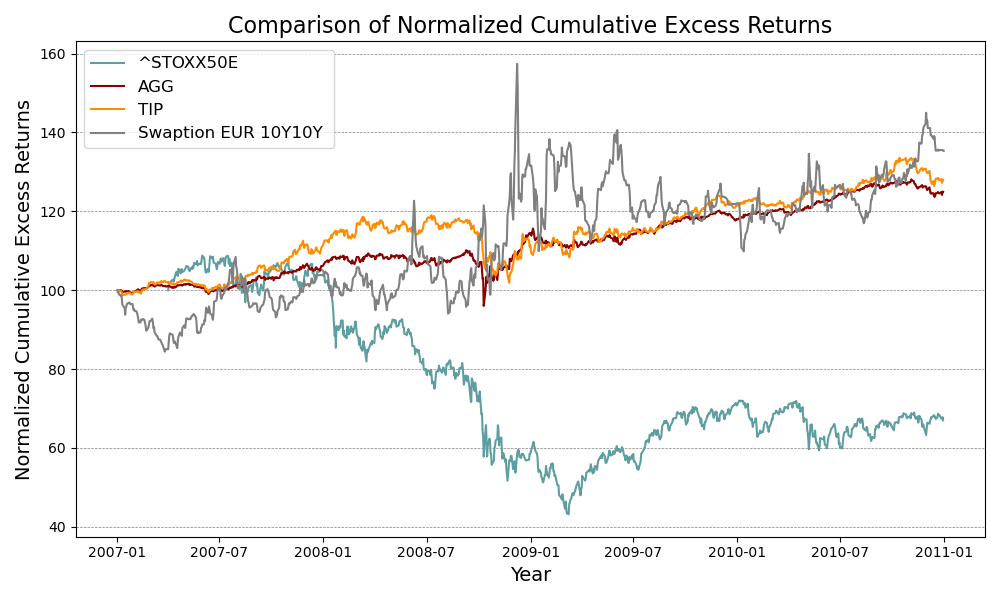 Comparison of Normalized Cumulative Excess Returns
^STOXX50E
AGG
TIP
Swaption EUR 10Y10Y
Normalized Cumulative Excess Returns
160
140
120
100
80
60
40
2007-01
2007-07
2008-01
2008-07
2009-01
2009-07
2010-01
2010-07
2011-01
Year